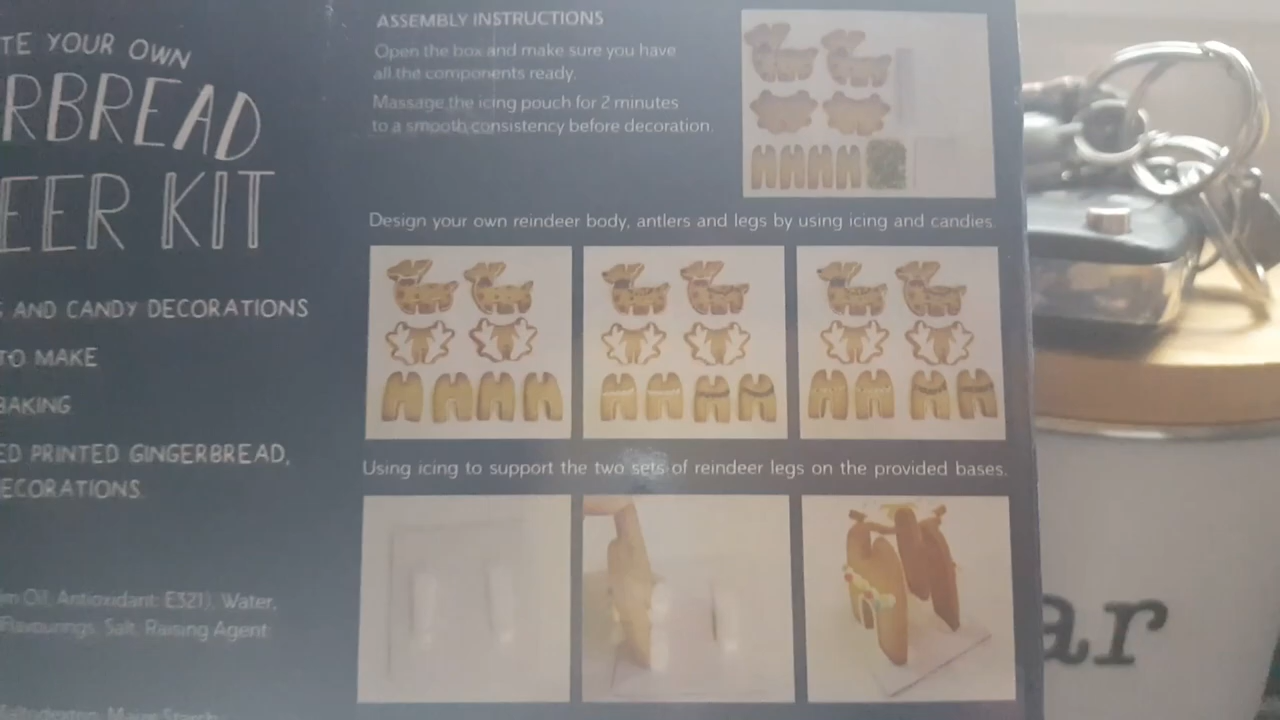 TE YOUR OWN
RBREAD
EER KIT
AND CANDY DECORATIONS
TO MAKE
BAKING
ED PRINTED GINGERBREAD,
ECORATIONS.
m Oil, Antioxidant: E321), Water,
Flavourings, Salt, Raising Agent:
ASSEMBLY INSTRUCTIONS
Open the box and make sure you have
all the components ready.
Massage the icing pouch for 2 minutes
to a smooth consistency before decoration.
Design your own reindeer body, antlers and legs by using icing and candies.
Using icing to support the two sets of reindeer legs on the provided bases.
ar